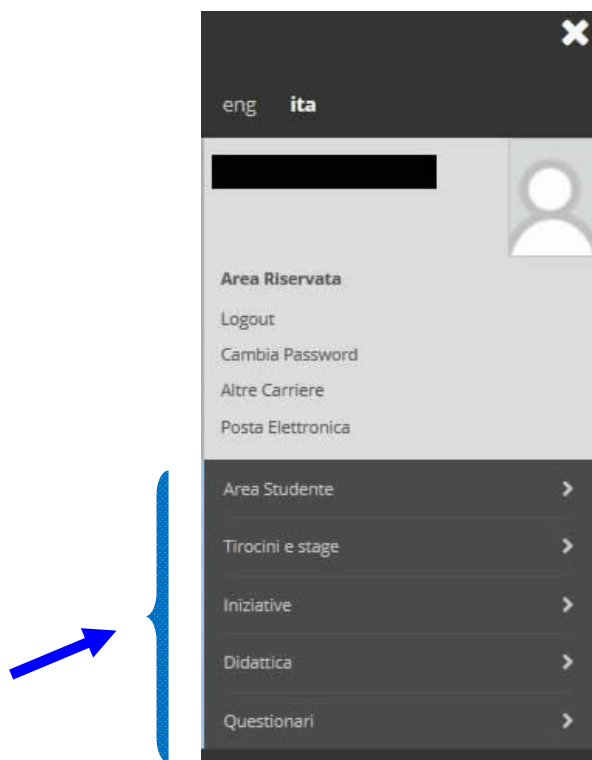 eng ita
Area Riservata
Logout
Cambia Password
Altre Carriere
Posta Elettronica
Area Studente
Tirocini e stage
Iniziative
Didattica
Questionari